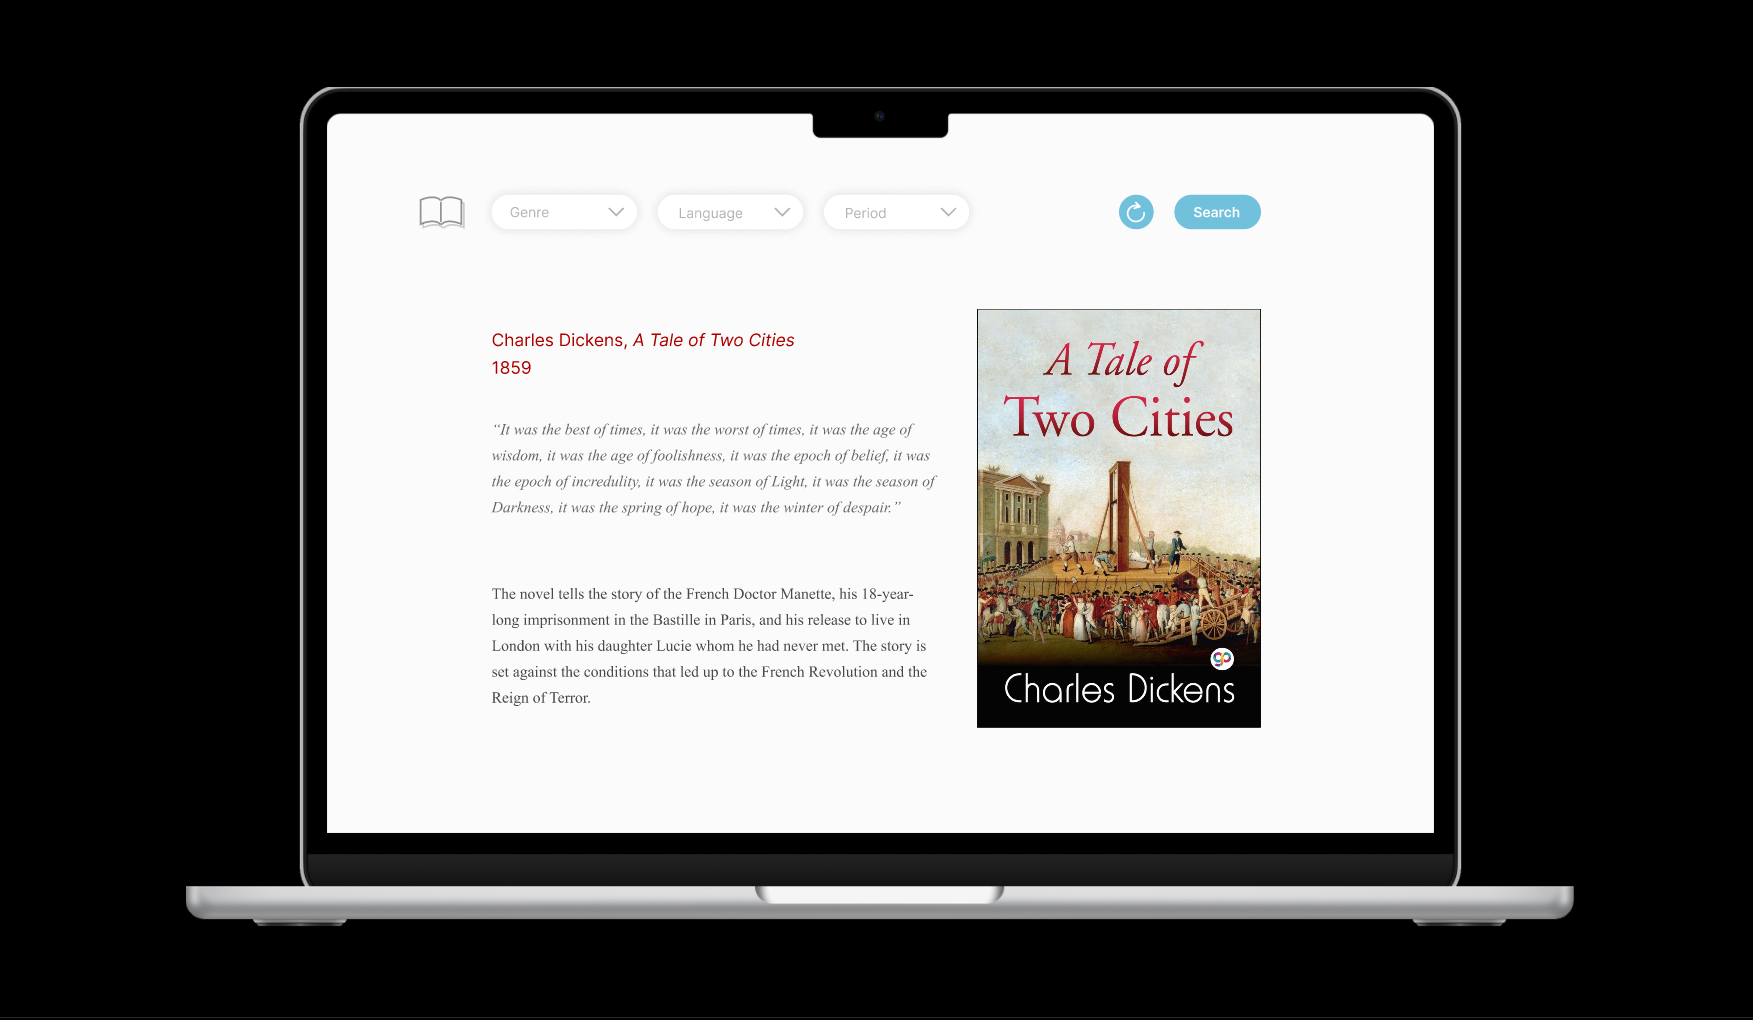 Genre
Language
Period
Search
Charles Dickens, A Tale of Two Cities
1859
“It was the best of times, it was the worst of times, it was the age of
wisdom, it was the age of foolishness, it was the epoch of belief, it was
the epoch of incredulity, it was the season of Light, it was the season of
Darkness, it was the spring of hope, it was the winter of despair.”
The novel tells the story of the French Doctor Manette, his 18-year-
long imprisonment in the Bastille in Paris, and his release to live in
London with his daughter Lucie whom he had never met. The story is
set against the conditions that led up to the French Revolution and the
Reign of Terror.
A Tale of
Two Cities
gp
Charles Dickens